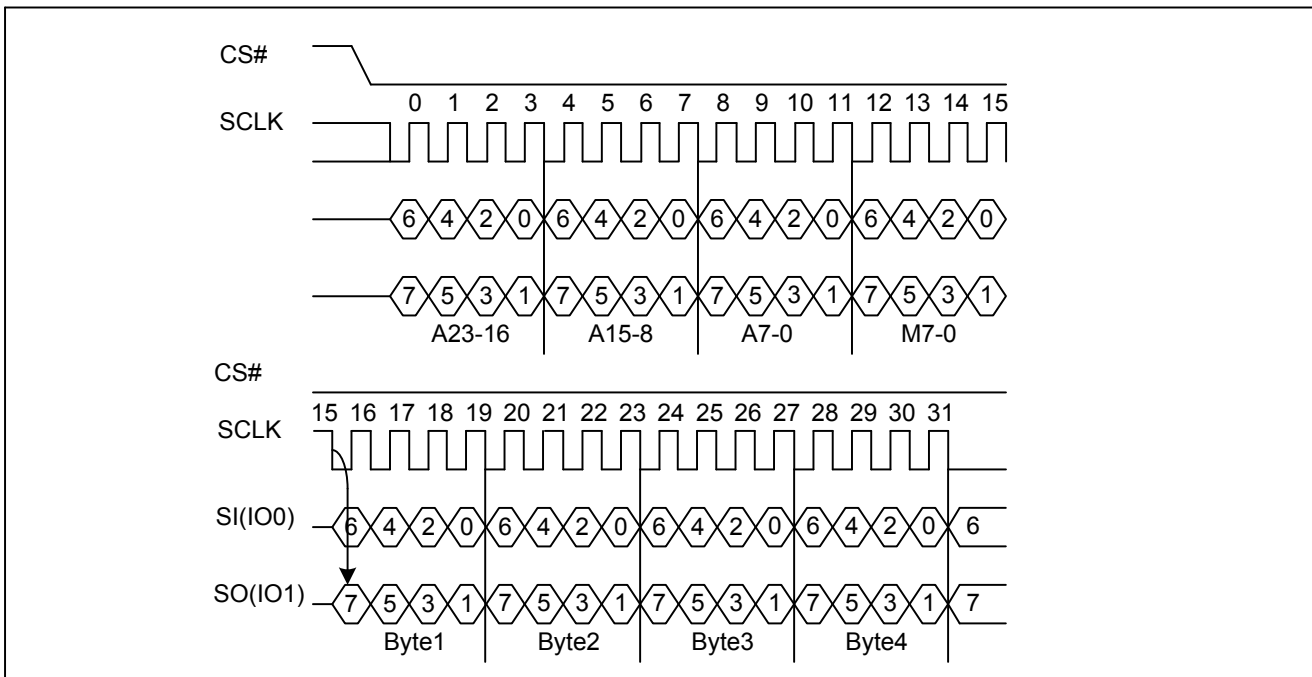 CS#
0 1 2 3 4 5 6 7 8 9 10 11 12 13 14 15
SCLK
6 4 2 0 6 4 2 0 6 4 2 0 6 4 2 0
7 5 3 1 7 5 3 1 7 5 3 1 7 5 3 1
A23-16 A15-8 A7-0 M7-0
CS#
15 16 17 18 19 20 21 22 23 24 25 26 27 28 29 30 31
SCLK
SI(IO0) 6 4 2 0 6 4 2 0 6 4 2 0 6 4 2 0 6
SO(IO1) 7 5 3 1 7 5 3 1 7 5 3 1 7 5 3 1 7
Byte1 Byte2 Byte3 Byte4